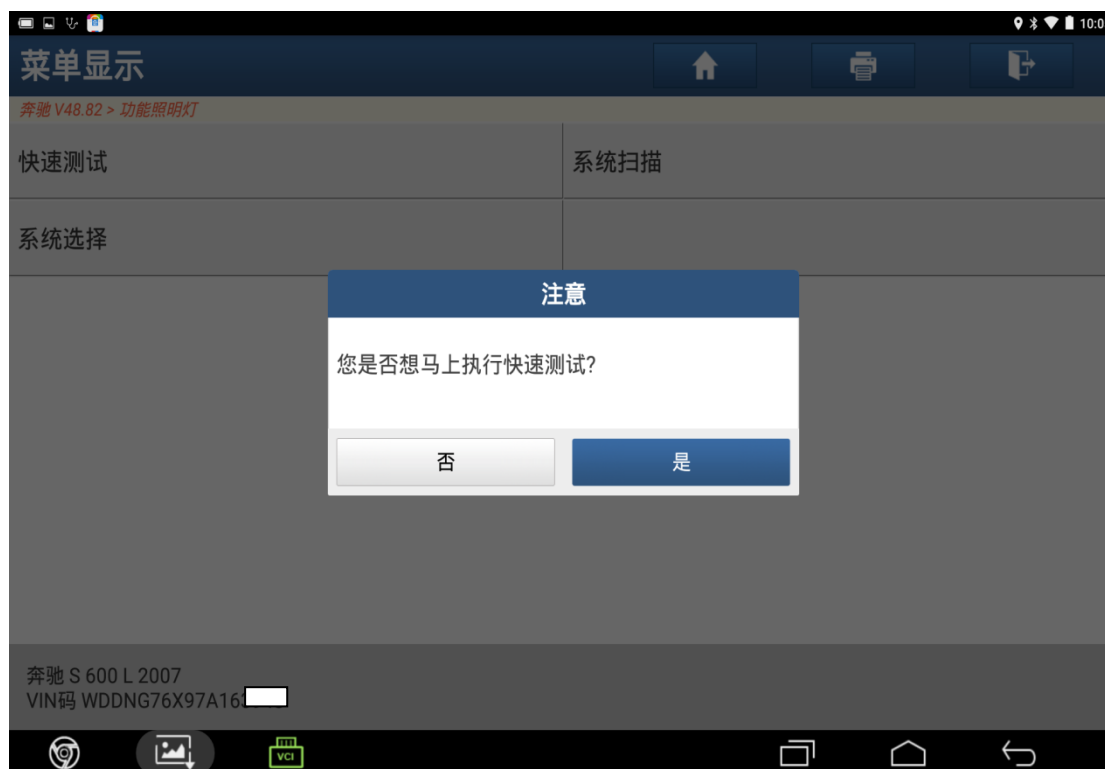 10:0
菜单显示
奔驰 V48.82 > 功能照明灯
快速测试
系统扫描
系统选择
注意
您是否想马上执行快速测试?
否
是
奔驰 S 600 L 2007
VIN码 WDDNG76X97A16
VCI